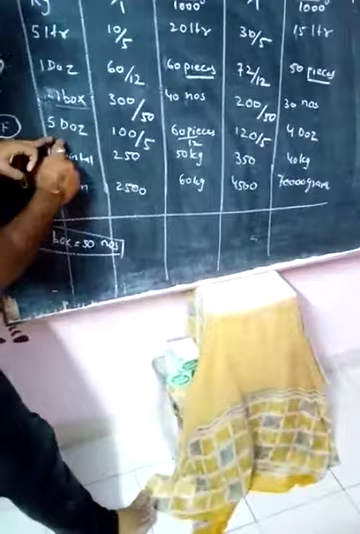 Kg 1000 1000
5 ltr 10/5 20 ltr 30/5 15 ltr
1 Doz 60/12 60 pieces 72/12 50 pieces
1 box 300/50 40 nos 200/50 30 nos
5 Doz 100/5 60 pieces/12 120/5 4 Doz
250 50 kg 350 40 kg
2500 60 kg 4500 70000 gram
box = 50 nos